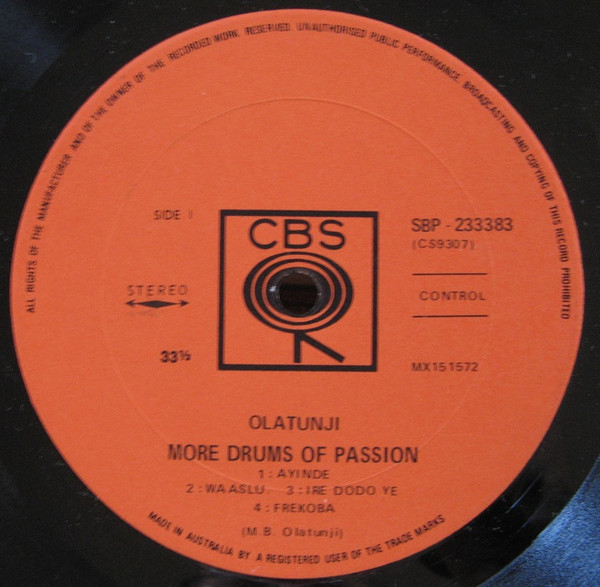 ALL RIGHTS OF THE MANUFACTURER AND OF THE OWNER OF THE RECORDED WORK RESERVED. UNAUTHORISED PUBLIC PERFORMANCE, BROADCASTING AND COPYING OF THIS RECORD PROHIBITED
SIDE 1
CBS
SBP - 233383
(CS9307)
STEREO
CONTROL
33⅓
MX151572
OLATUNJI
MORE DRUMS OF PASSION
1 : AYINDE
2 : WAASLU. 3 : IRE DODO YE
4 : FREKOBA
(M.B. Olatunji)
MADE IN AUSTRALIA BY A REGISTERED USER OF THE TRADE MARKS